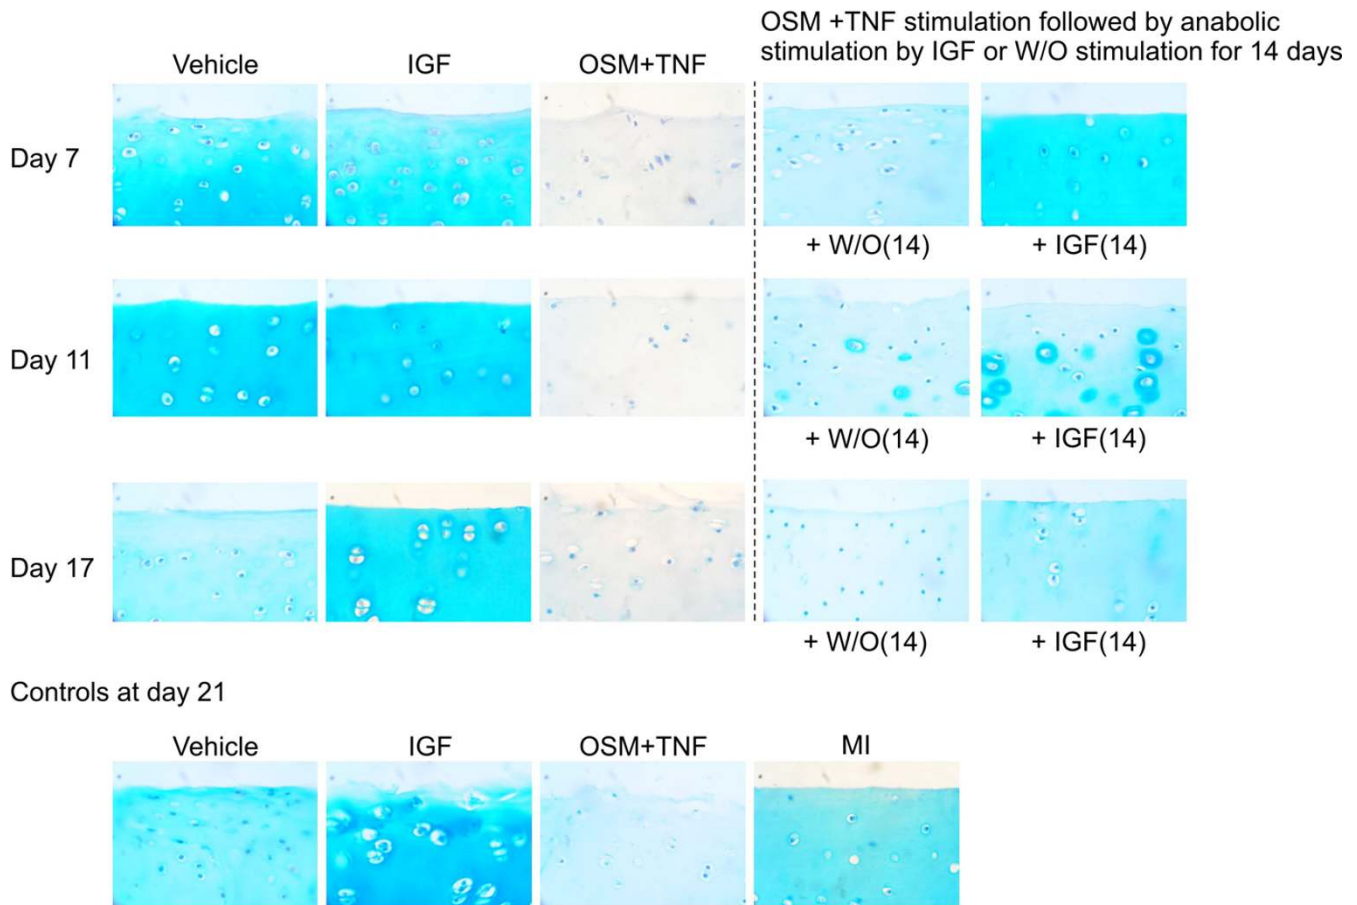 OSM +TNF stimulation followed by anabolic
stimulation by IGF or W/O stimulation for 14 days
Vehicle IGF OSM+TNF
Day 7
+ W/O(14) + IGF(14)
Day 11
+ W/O(14) + IGF(14)
Day 17
+ W/O(14) + IGF(14)
Controls at day 21
Vehicle IGF OSM+TNF MI